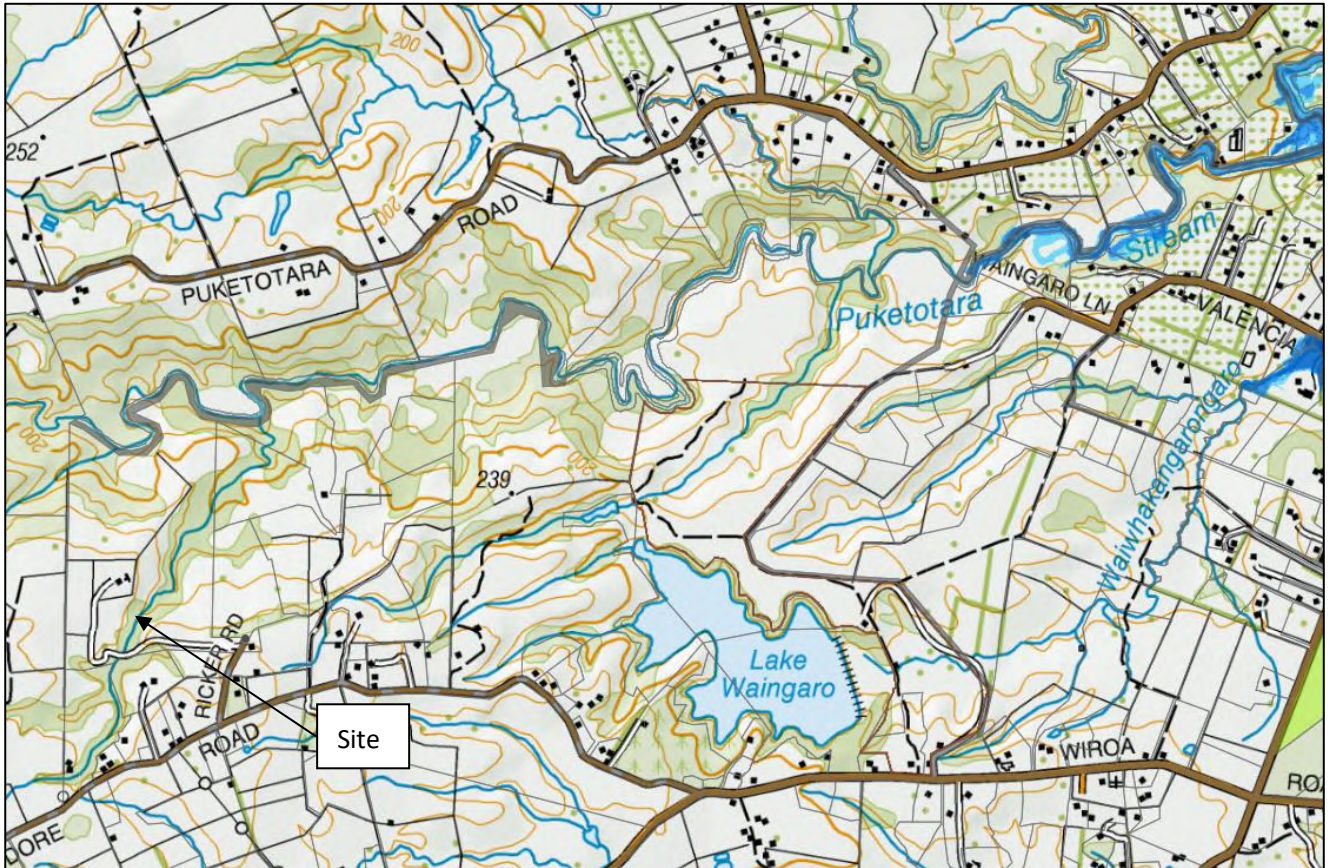 200
252
200
ROAD
PUKETOTARA
Stream
WAINGARO LN
Puketotara
VALENCIA
200
Waiwhakangarongaro
239
RICKER RD
Lake
Waingaro
Site
ROAD
WIROA